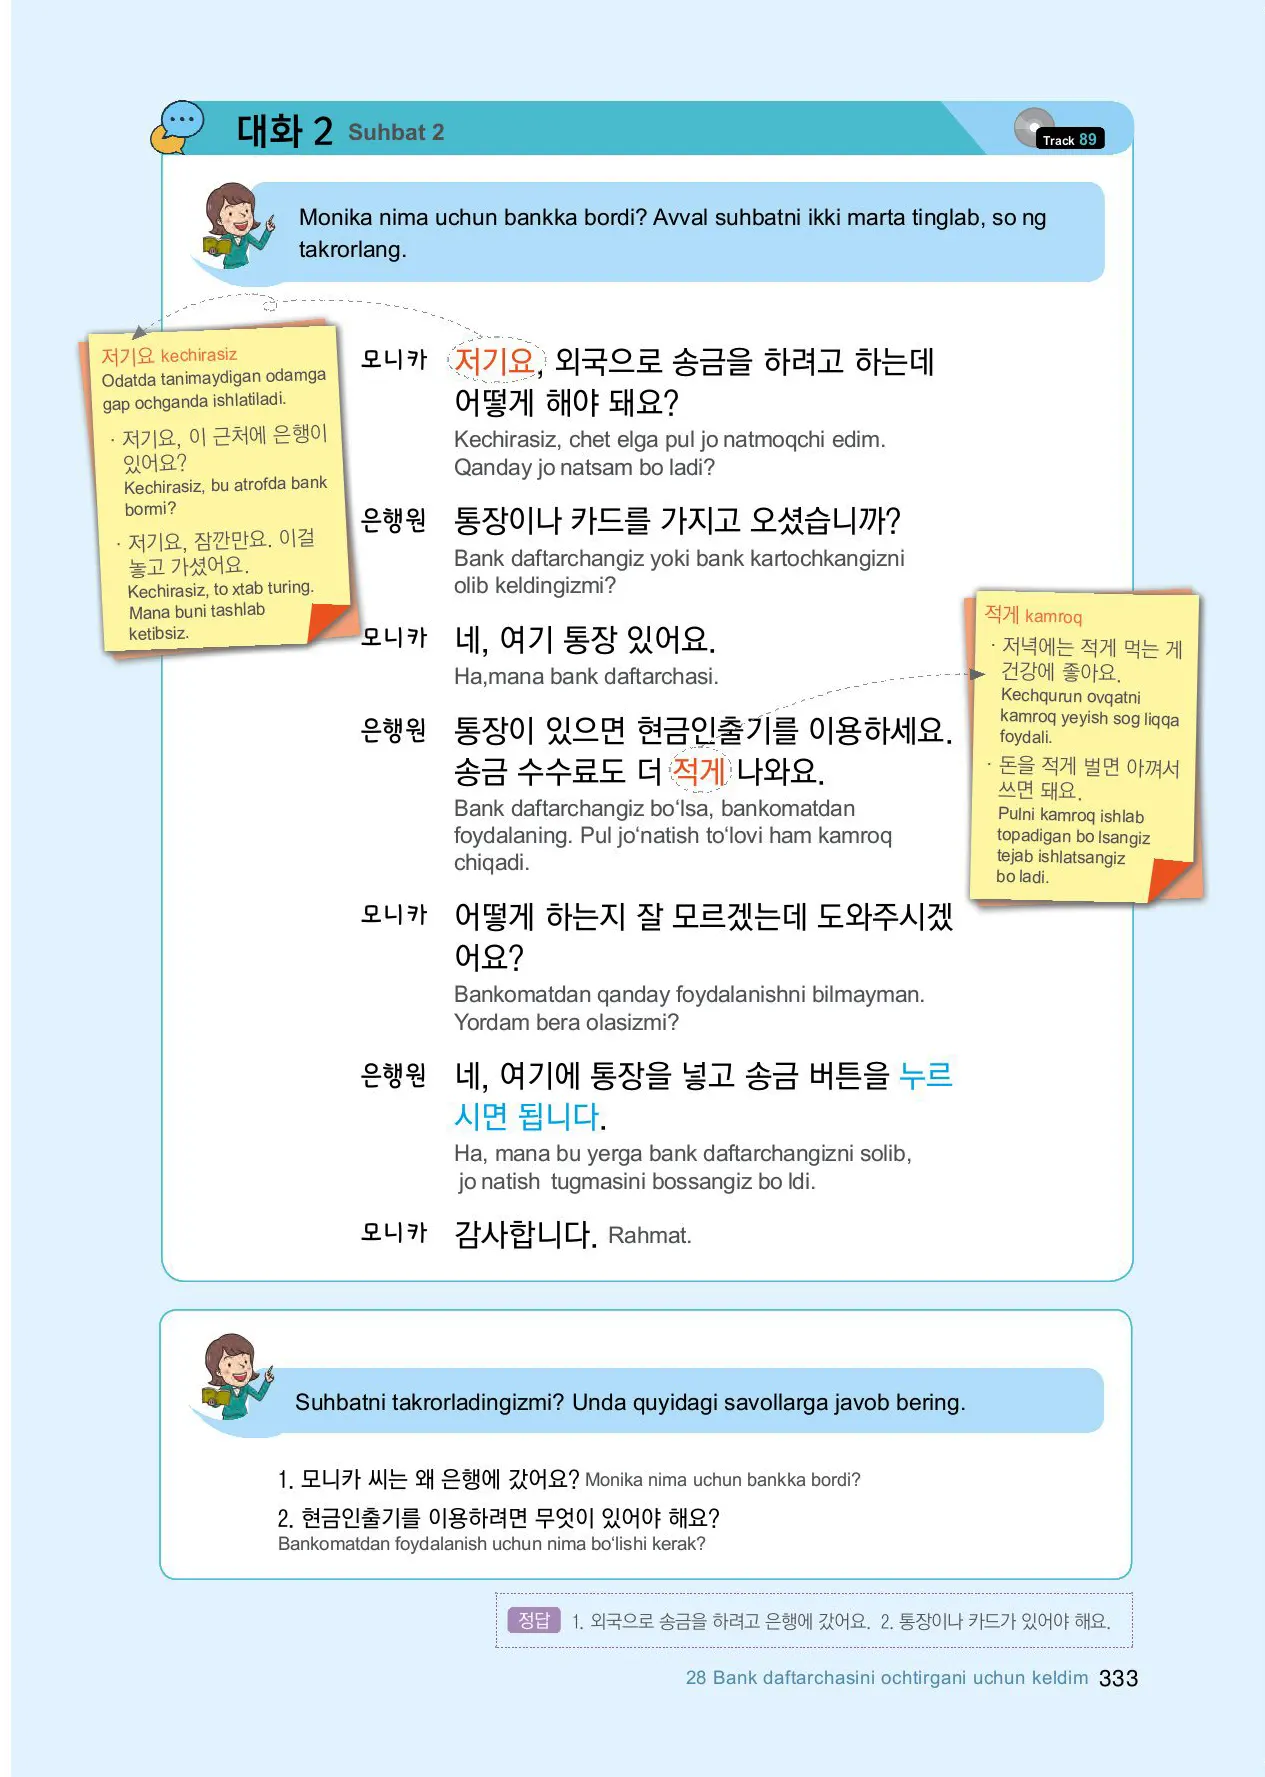 대화 2 Suhbat 2
Track 89
Monika nima uchun bankka bordi? Avval suhbatni ikki marta tinglab, so ng
takrorlang.
저기요 kechirasiz
Odatda tanimaydigan odamga
gap ochganda ishlatiladi.
· 저기요, 이 근처에 은행이
있어요?
Kechirasiz, bu atrofda bank
bormi?
· 저기요, 잠깐만요. 이걸
놓고 가셨어요.
Kechirasiz, to xtab turing.
Mana buni tashlab
ketibsiz.
모니카 저기요, 외국으로 송금을 하려고 하는데
어떻게 해야 돼요?
Kechirasiz, chet elga pul jo natmoqchi edim.
Qanday jo natsam bo ladi?
은행원 통장이나 카드를 가지고 오셨습니까?
Bank daftarchangiz yoki bank kartochkangizni
olib keldingizmi?
모니카 네, 여기 통장 있어요.
Ha,mana bank daftarchasi.
은행원 통장이 있으면 현금인출기를 이용하세요.
송금 수수료도 더 적게 나와요.
Bank daftarchangiz bo‘lsa, bankomatdan
foydalaning. Pul jo‘natish to‘lovi ham kamroq
chiqadi.
적게 kamroq
· 저녁에는 적게 먹는 게
건강에 좋아요.
Kechqurun ovqatni
kamroq yeyish sog liqqa
foydali.
· 돈을 적게 벌면 아껴서
쓰면 돼요.
Pulni kamroq ishlab
topadigan bo lsangiz
tejab ishlatsangiz
bo ladi.
모니카 어떻게 하는지 잘 모르겠는데 도와주시겠
어요?
Bankomatdan qanday foydalanishni bilmayman.
Yordam bera olasizmi?
은행원 네, 여기에 통장을 넣고 송금 버튼을 누르
시면 됩니다.
Ha, mana bu yerga bank daftarchangizni solib,
jo natish tugmasini bossangiz bo ldi.
모니카 감사합니다. Rahmat.
Suhbatni takrorladingizmi? Unda quyidagi savollarga javob bering.
1. 모니카 씨는 왜 은행에 갔어요? Monika nima uchun bankka bordi?
2. 현금인출기를 이용하려면 무엇이 있어야 해요?
Bankomatdan foydalanish uchun nima bo‘lishi kerak?
정답 1. 외국으로 송금을 하려고 은행에 갔어요. 2. 통장이나 카드가 있어야 해요.
28 Bank daftarchasini ochtirgani uchun keldim 333